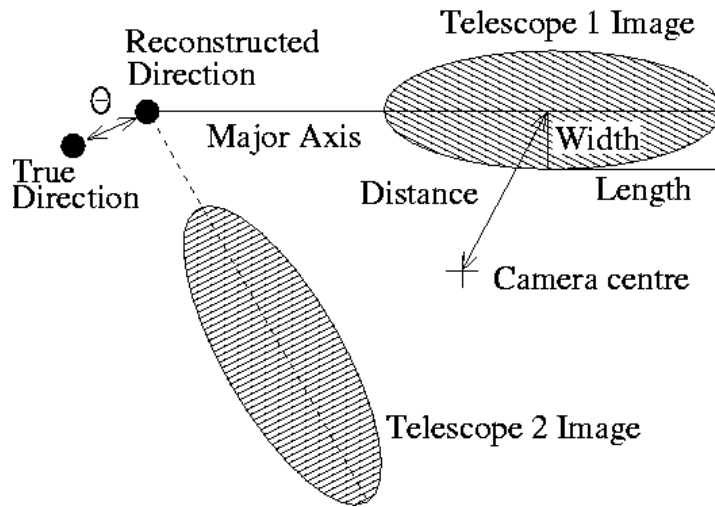 Telescope 1 Image
Reconstructed
Direction
Θ
Major Axis
Width
True
Direction
Distance
Length
Camera centre
Telescope 2 Image